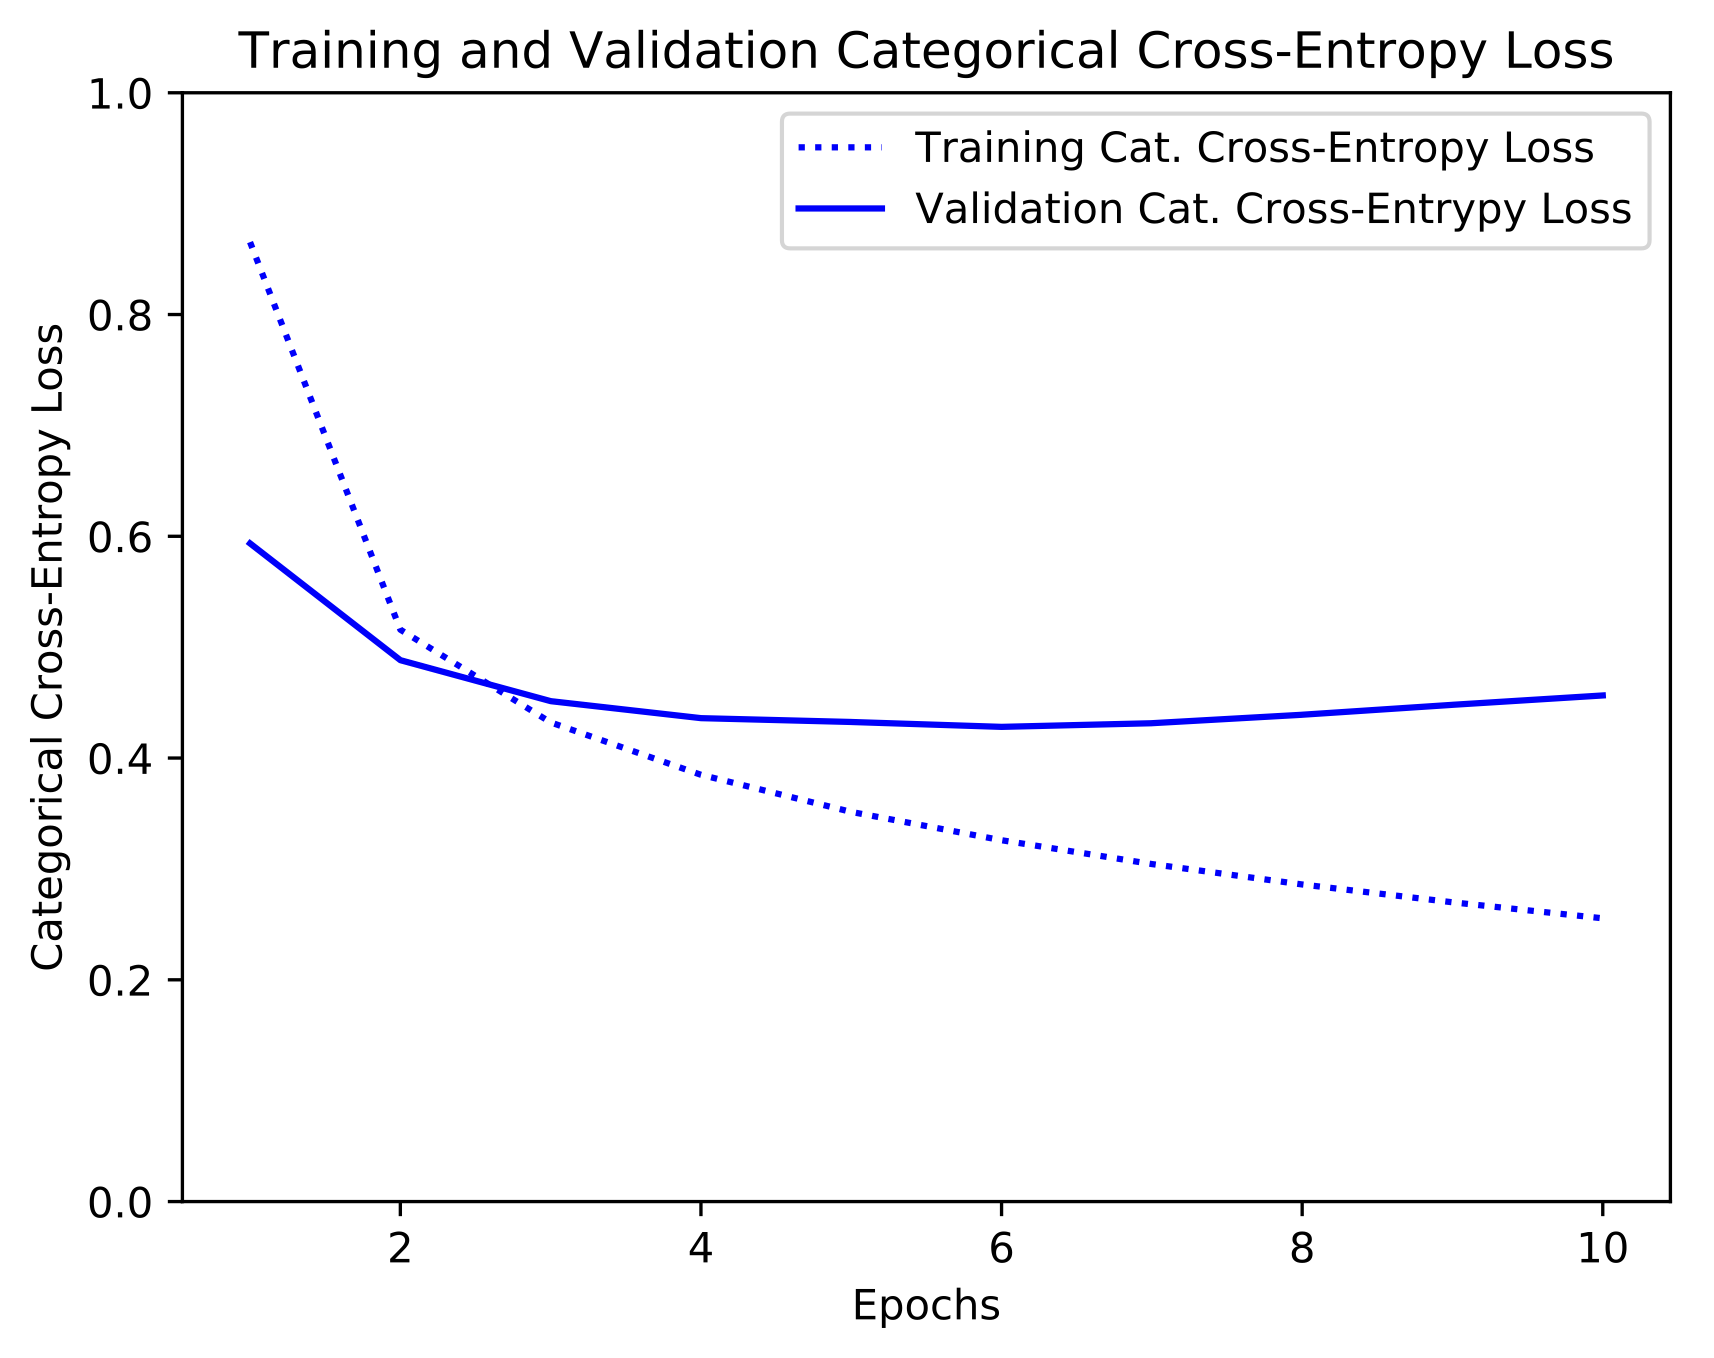 Training and Validation Categorical Cross-Entropy Loss
1.0
Training Cat. Cross-Entropy Loss
Validation Cat. Cross-Entrypy Loss
0.8
0.6
0.4
0.2
0.0
Categorical Cross-Entropy Loss
2 4 6 8 10
Epochs